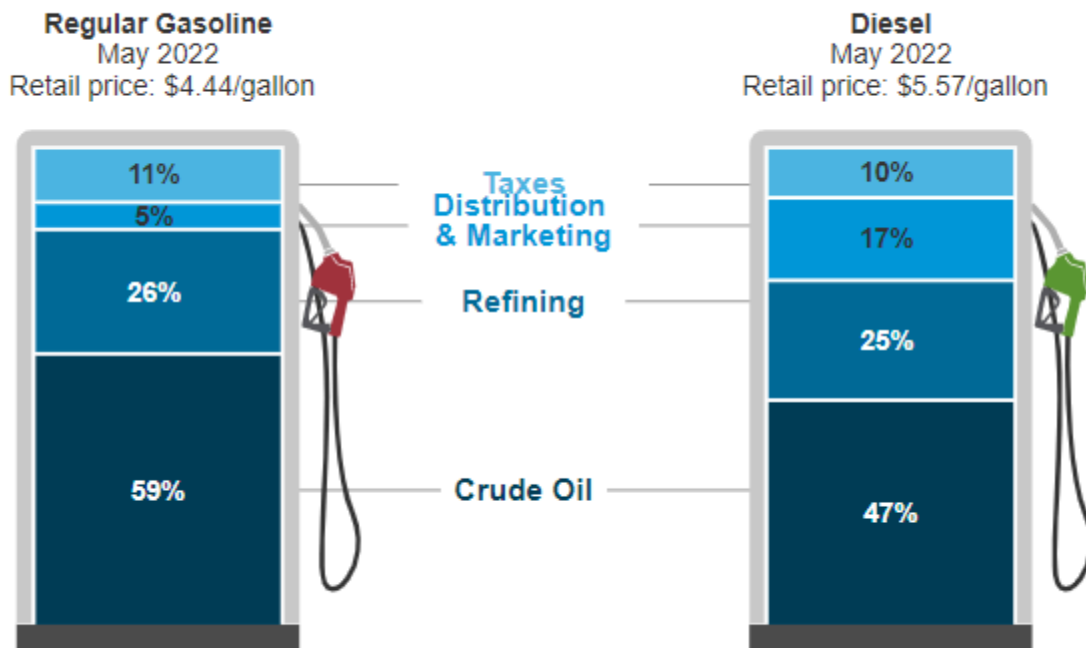 Regular Gasoline
May 2022
Retail price: $4.44/gallon
Diesel
May 2022
Retail price: $5.57/gallon
11%
5%
26%
59%
Taxes
Distribution
& Marketing
Refining
Crude Oil
10%
17%
25%
47%